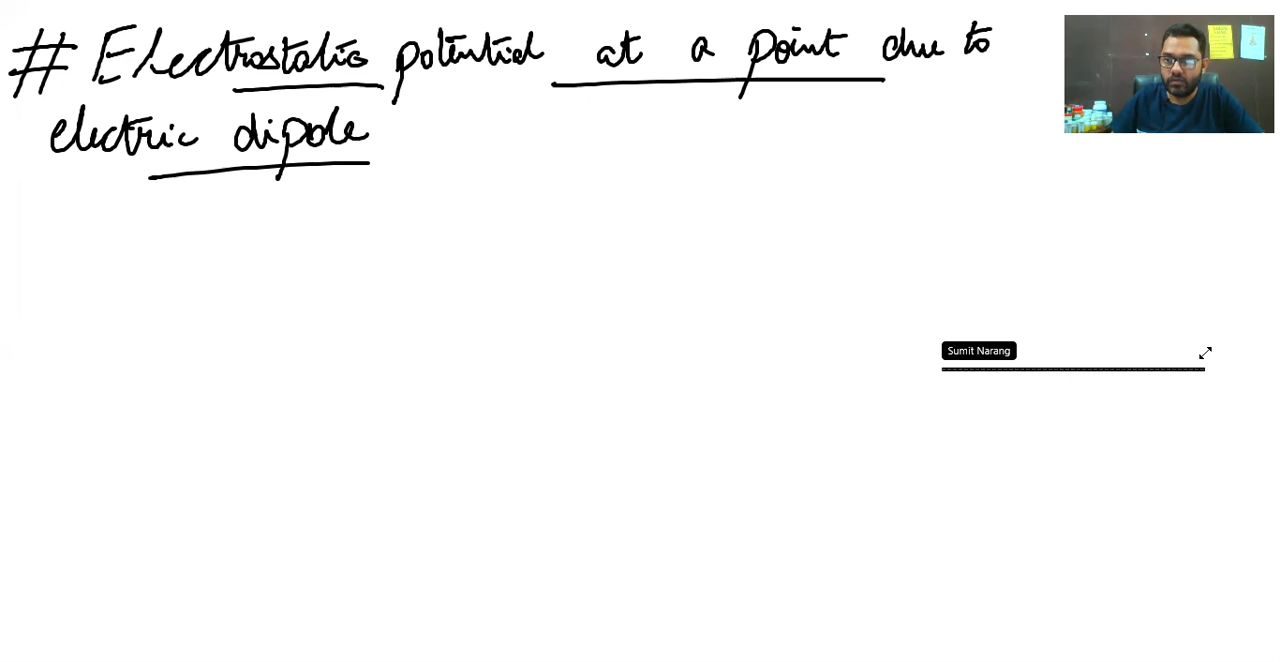 # Electrostatic potential at a point due to
electric dipole
Sumit Narang